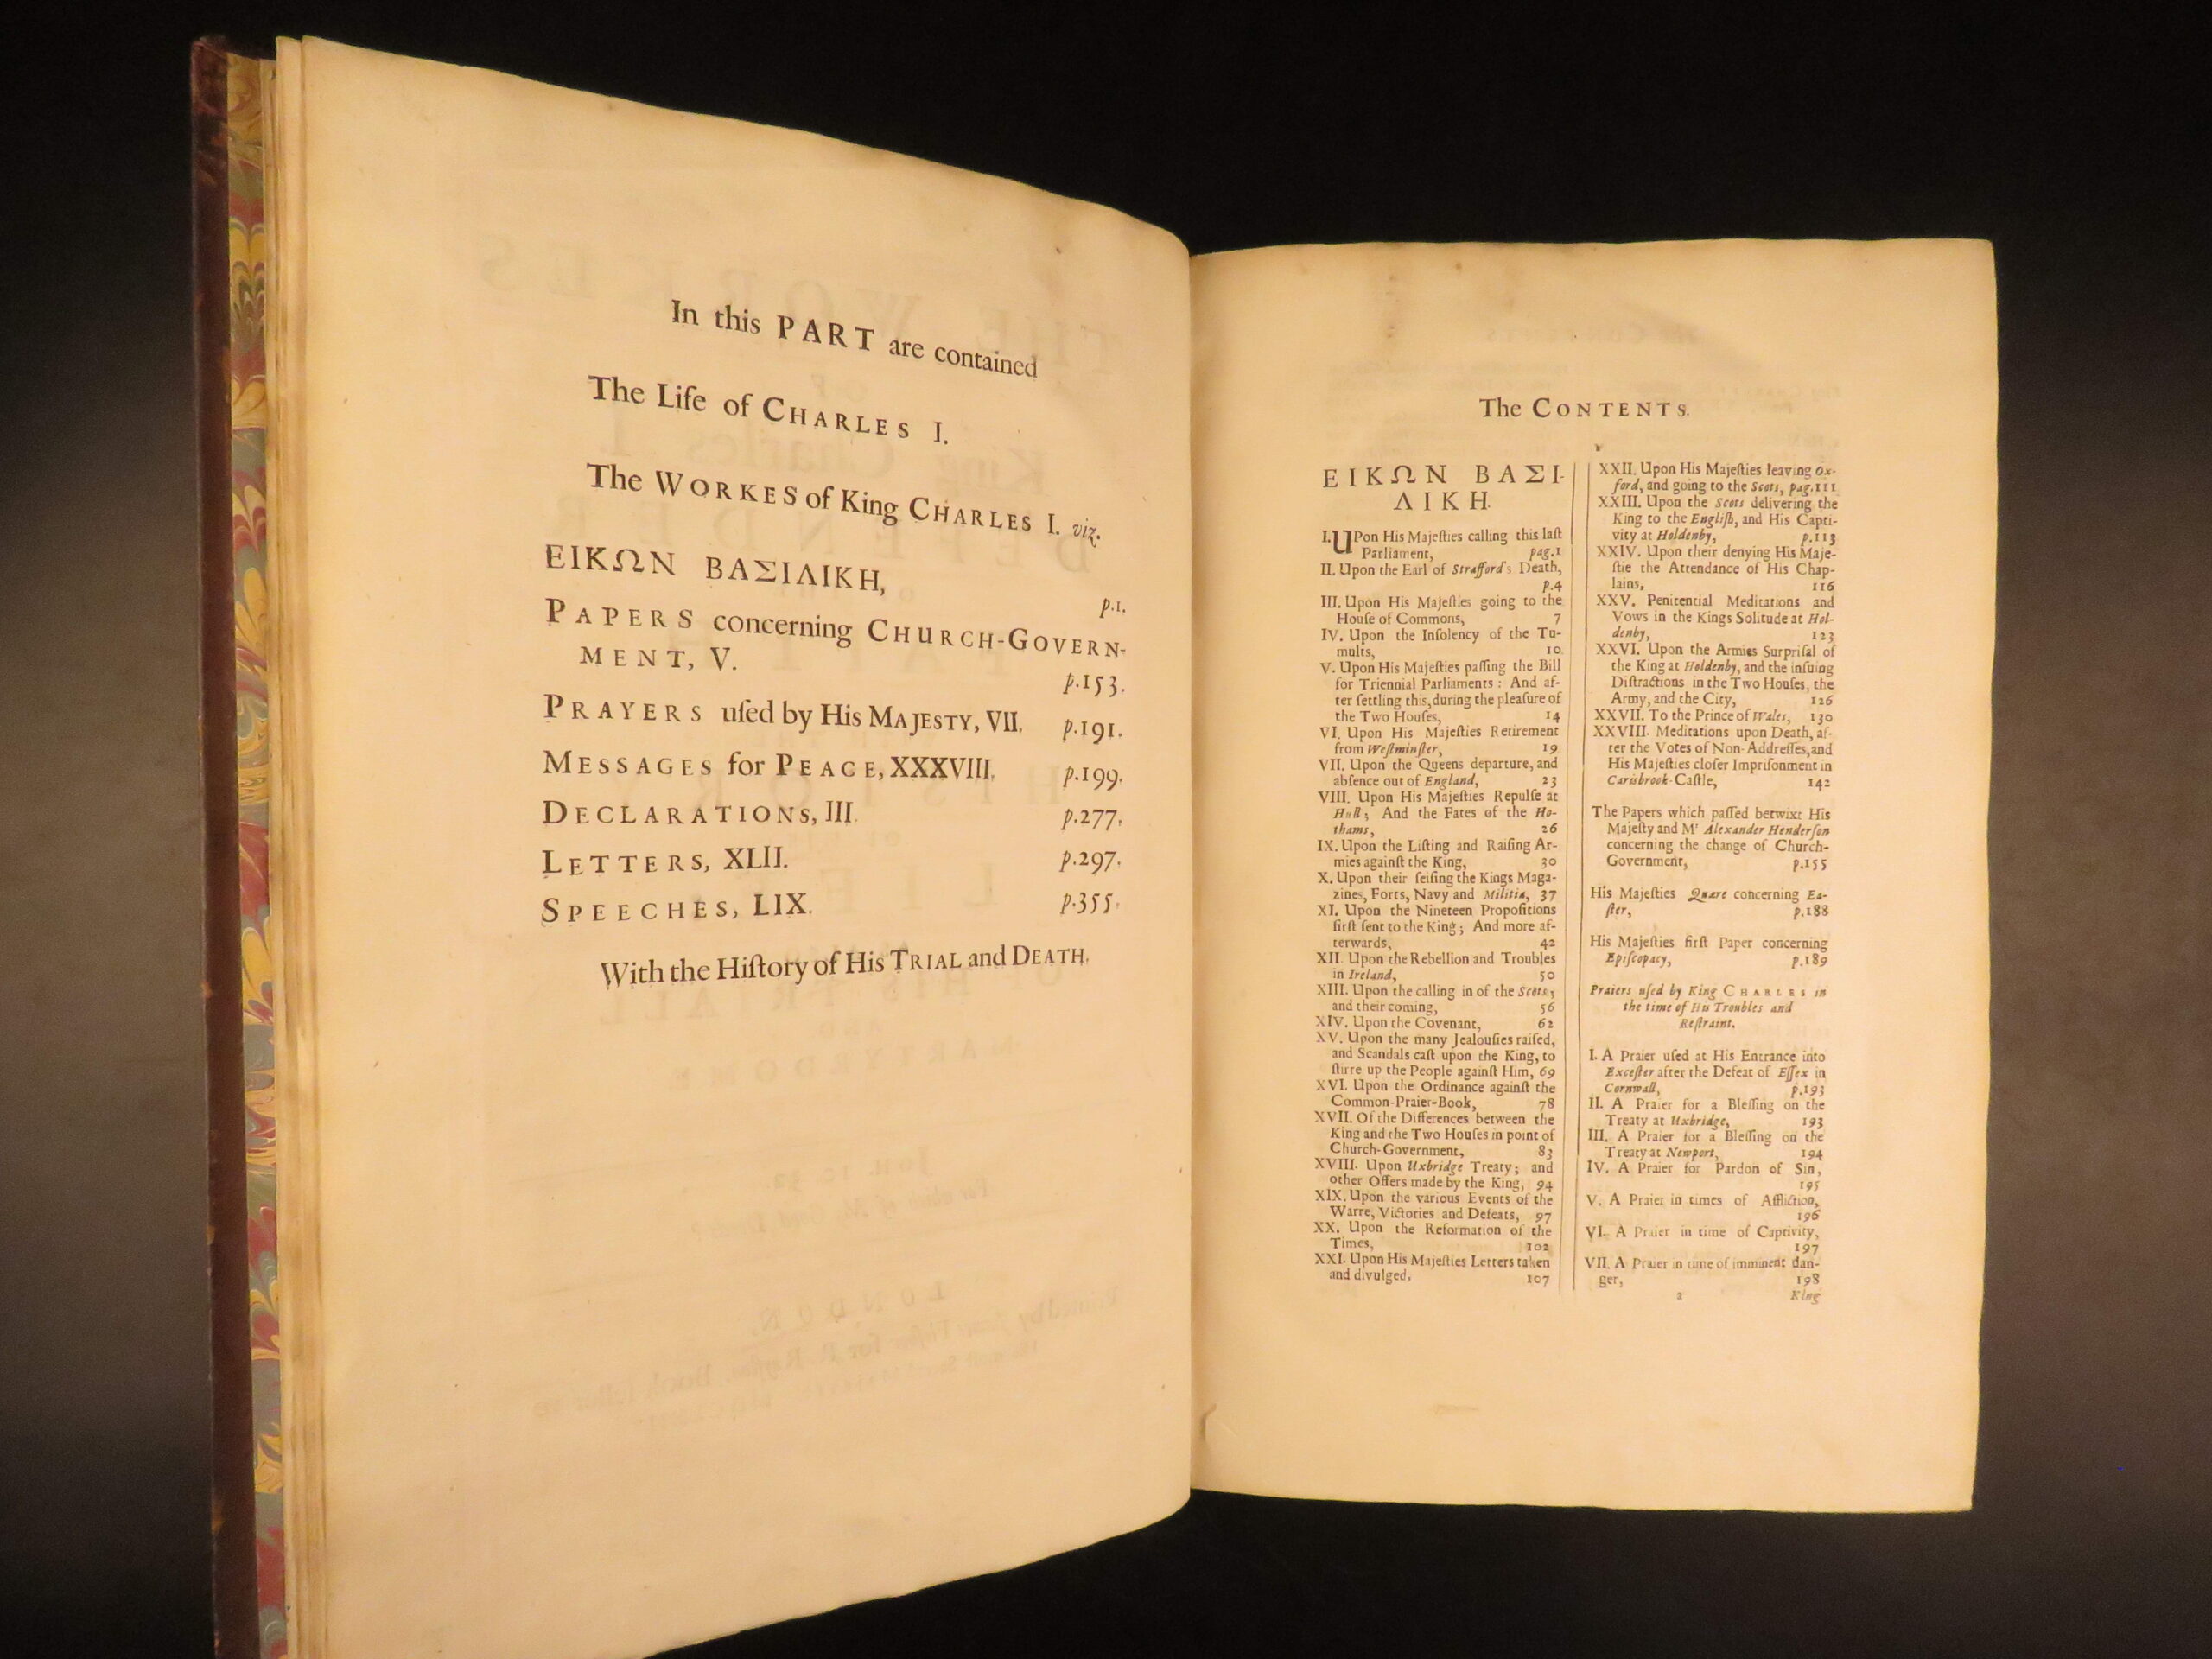 In this PART are contained
The Life of CHARLES I.
The WORKES of King CHARLES I. viz.
ΕΙΚΩΝ ΒΑΣΙΛΙΚΗ,
p.1.
PAPERS concerning CHURCH-GOVERN-
MENT, V.
p.153.
PRAYERS uſed by His MAJESTY, VII. p.191.
MESSAGES for PEACE, XXXVIII. p.199.
DECLARATIONS, III. p.277.
LETTERS, XLII. p.297.
SPEECHES, LIX. p.355.
With the Hiſtory of His TRIAL and DEATH.
The CONTENTS.
ΕΙΚΩΝ ΒΑΣΙ-
ΛΙΚΗ.
I. UPon His Majeſties calling this laſt
Parliament, pag.1
II. Upon the Earl of Strafford's Death,
p.4
III. Upon His Majeſties going to the
Houſe of Commons, 7
IV. Upon the Inſolency of the Tu-
mults, 10
V. Upon His Majeſties paſſing the Bill
for Triennial Parliaments: And af-
ter ſettling this, during the pleaſure of
the Two Houſes, 14
VI. Upon His Majeſties Retirement
from Weſtminſter, 19
VII. Upon the Queens departure, and
abſence out of England, 23
VIII. Upon His Majeſties Repulſe at
Hull; And the Fates of the Ho-
thams, 26
IX. Upon the Liſting and Raiſing Ar-
mies againſt the King, 30
X. Upon their ſeiſing the Kings Maga-
zines, Forts, Navy and Militia, 37
XI. Upon the Nineteen Propoſitions
firſt ſent to the King; And more af-
terwards, 42
XII. Upon the Rebellion and Troubles
in Ireland, 50
XIII. Upon the calling in of the Scots;
and their coming, 56
XIV. Upon the Covenant, 62
XV. Upon the many Jealouſies raiſed,
and Scandals caſt upon the King, to
ſtirre up the People againſt Him, 69
XVI. Upon the Ordinance againſt the
Common-Praier-Book, 78
XVII. Of the Differences between the
King and the Two Houſes in point of
Church-Government, 83
XVIII. Upon Uxbridge Treaty; and
other Offers made by the King, 94
XIX. Upon the various Events of the
Warre, Victories and Defeats, 97
XX. Upon the Reformation of the
Times, 102
XXI. Upon His Majeſties Letters taken
and divulged, 107
XXII. Upon His Majeſties leaving Ox-
ford, and going to the Scots, pag.111
XXIII. Upon the Scots delivering the
King to the Engliſh, and His Capti-
vity at Holdenby, p.113
XXIV. Upon their denying His Maje-
ſtie the Attendance of His Chap-
lains, 116
XXV. Penitential Meditations and
Vows in the Kings Solitude at Hol-
denby, 123
XXVI. Upon the Armies Surpriſal of
the King at Holdenby, and the inſuing
Diſtractions in the Two Houſes, the
Army, and the City, 126
XXVII. To the Prince of Wales, 130
XXVIII. Meditations upon Death, af-
ter the Votes of Non-Addreſſes, and
His Majeſties cloſer Impriſonment in
Carisbrook-Caſtle, 142
The Papers which paſſed betwixt His
Majeſty and Mr Alexander Henderſon
concerning the change of Church-
Government, p.155
His Majeſties Quære concerning Ea-
ſter, p.188
His Majeſties firſt Paper concerning
Epiſcopacy, p.189
Praiers uſed by King CHARLES in
the time of His Troubles and
Reſtraint.
I. A Praier uſed at His Entrance into
Exceſter after the Defeat of Eſſex in
Cornwall, p.193
II. A Praier for a Bleſſing on the
Treaty at Uxbridge, 193
III. A Praier for a Bleſſing on the
Treaty at Newport, 194
IV. A Praier for Pardon of Sin,
195
V. A Praier in times of Affliction,
196
VI. A Praier in time of Captivity,
197
VII. A Praier in time of imminent dan-
ger, 198
2 King